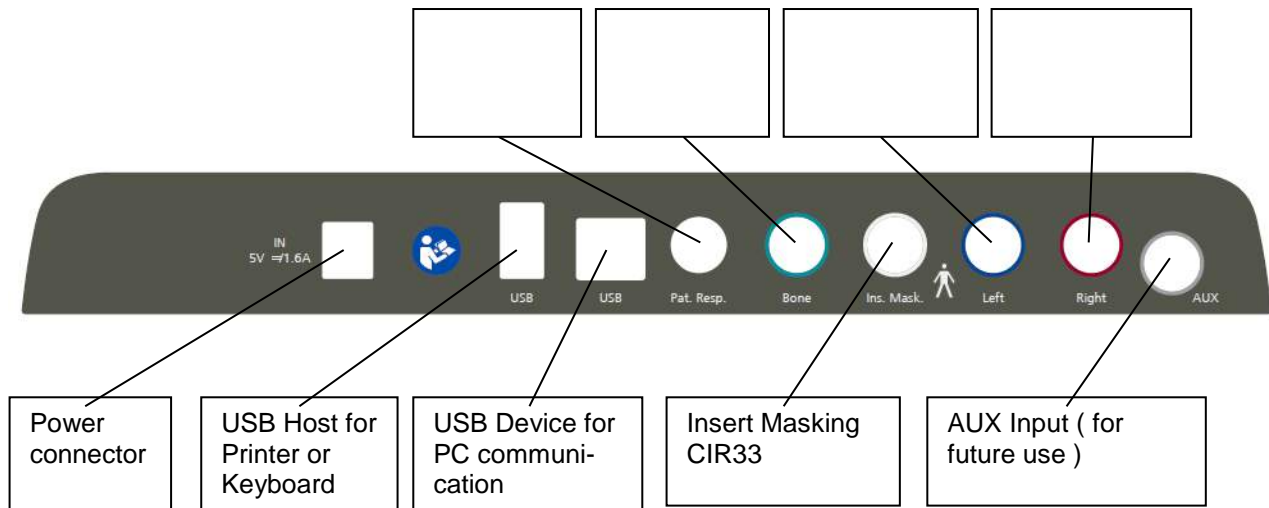 IN
5V ⎓/1.6A
USB
USB
Pat. Resp.
Bone
Ins. Mask.
Left
Right
AUX
Power
connector
USB Host for
Printer or
Keyboard
USB Device for
PC communi-
cation
Insert Masking
CIR33
AUX Input ( for
future use )